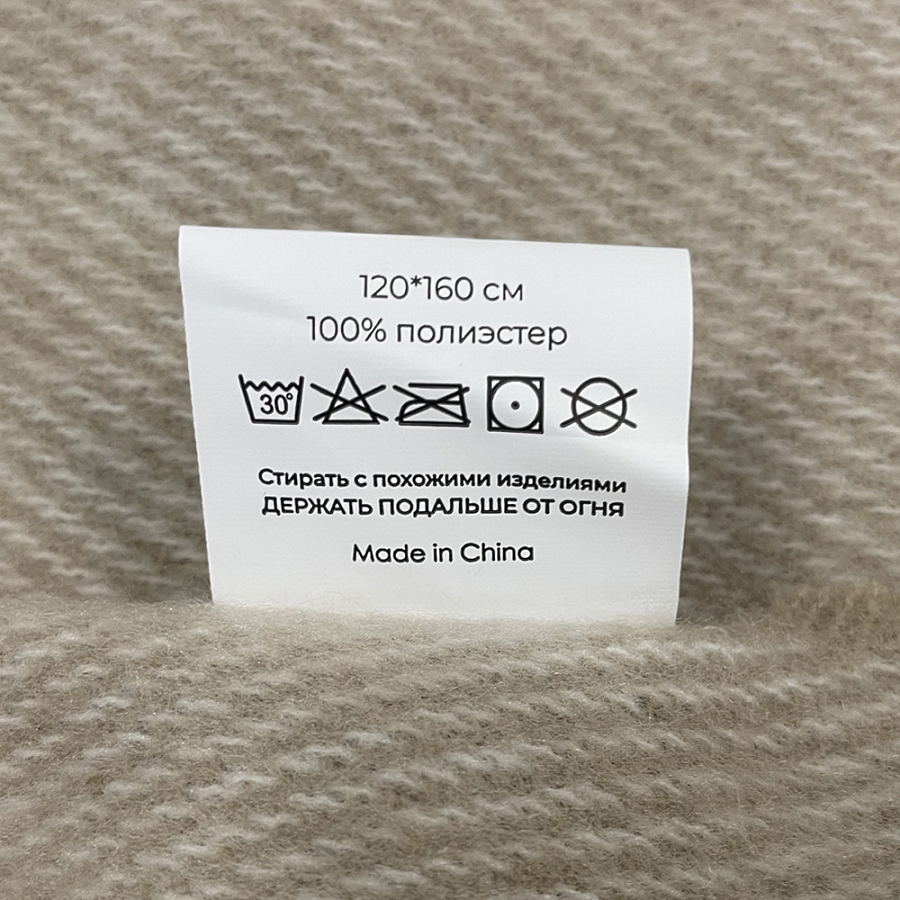 120*160 см
100% полиэстер
30°
Стирать с похожими изделиями
ДЕРЖАТЬ ПОДАЛЬШЕ ОТ ОГНЯ
Made in China